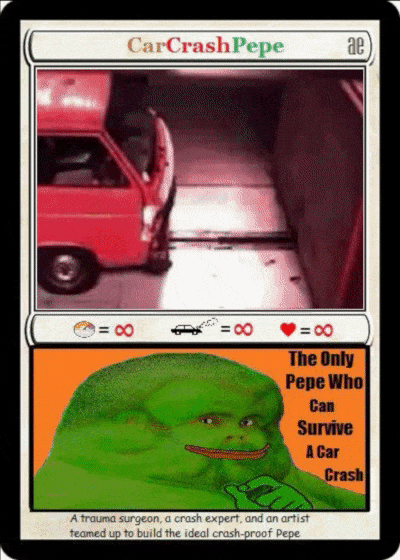 CarCrashPepe æ
= ∞ = ∞ = ∞
The Only
Pepe Who
Can
Survive
A Car
Crash
A trauma surgeon, a crash expert, and an artist
teamed up to build the ideal crash-proof Pepe